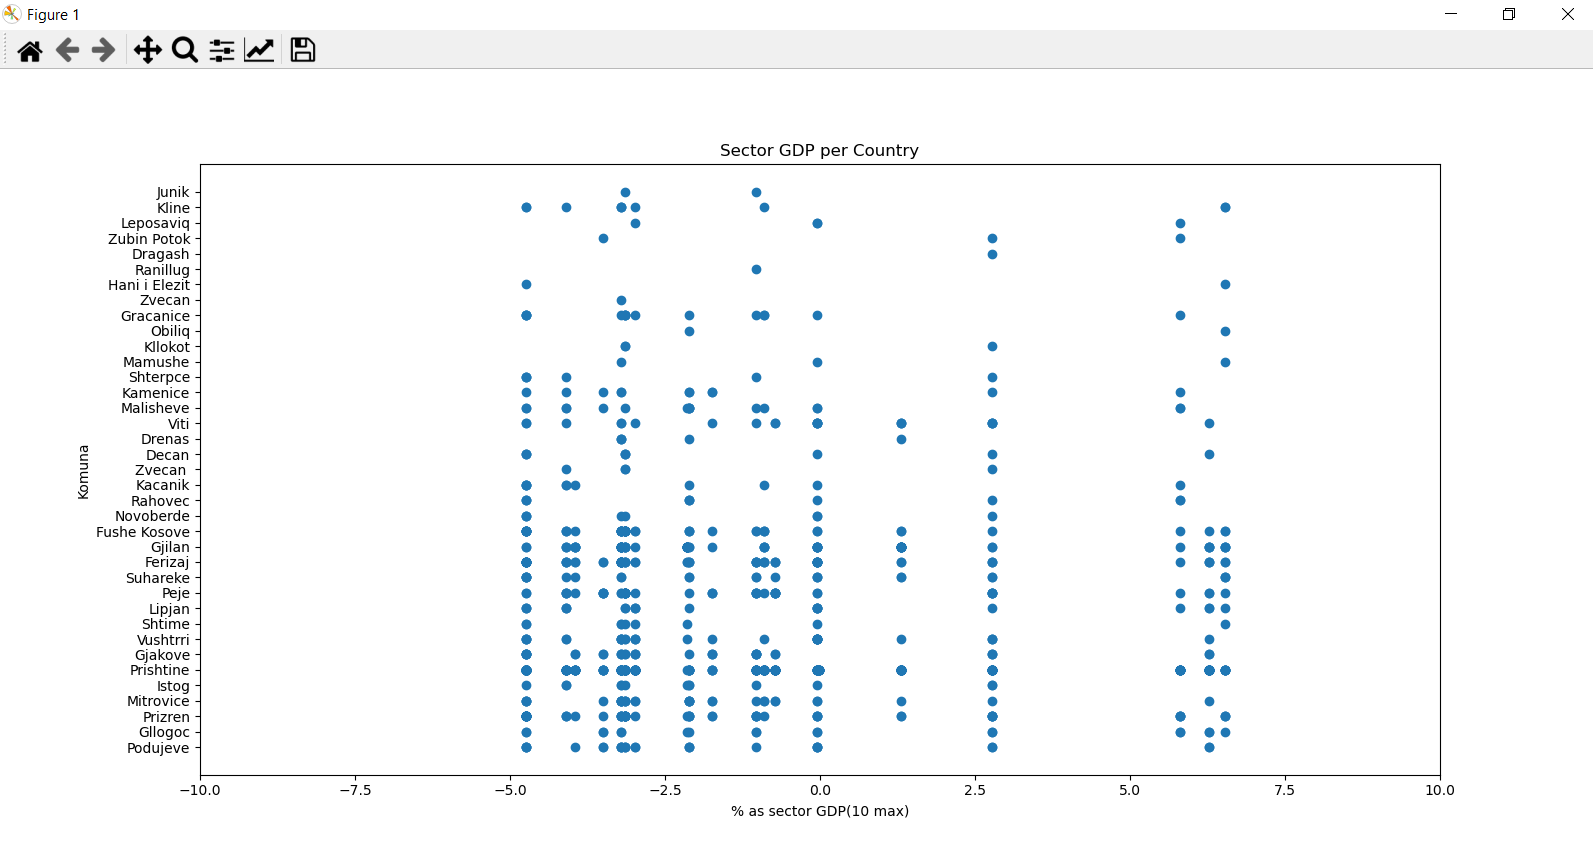 Figure 1
Sector GDP per Country
Junik
Kline
Leposaviq
Zubin Potok
Dragash
Ranillug
Hani i Elezit
Zvecan
Gracanice
Obiliq
Kllokot
Mamushe
Shterpce
Kamenice
Malisheve
Viti
Drenas
Decan
Zvecan
Kacanik
Rahovec
Novoberde
Fushe Kosove
Gjilan
Ferizaj
Suhareke
Peje
Lipjan
Shtime
Vushtrri
Gjakove
Prishtine
Istog
Mitrovice
Prizren
Gllogoc
Podujeve
Komuna
−10.0 −7.5 −5.0 −2.5 0.0 2.5 5.0 7.5 10.0
% as sector GDP(10 max)